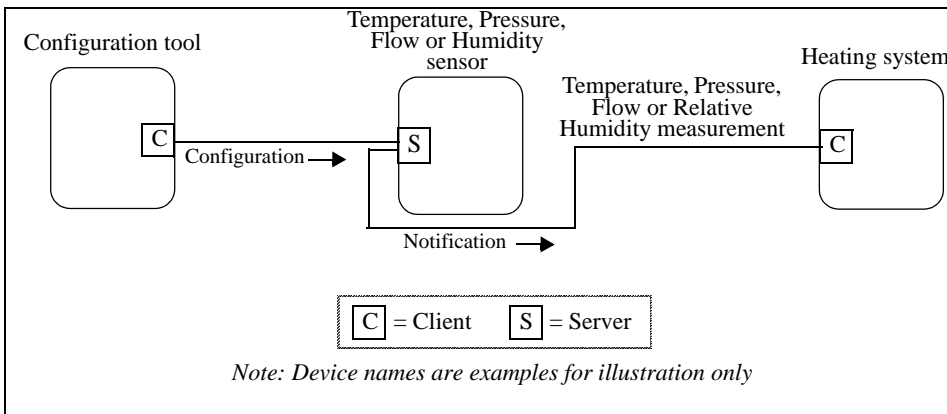 Configuration tool
Temperature, Pressure,
Flow or Humidity
sensor
Heating system
Temperature, Pressure,
Flow or Relative
Humidity measurement
C
S
C
Configuration
Notification
C = Client S = Server
Note: Device names are examples for illustration only